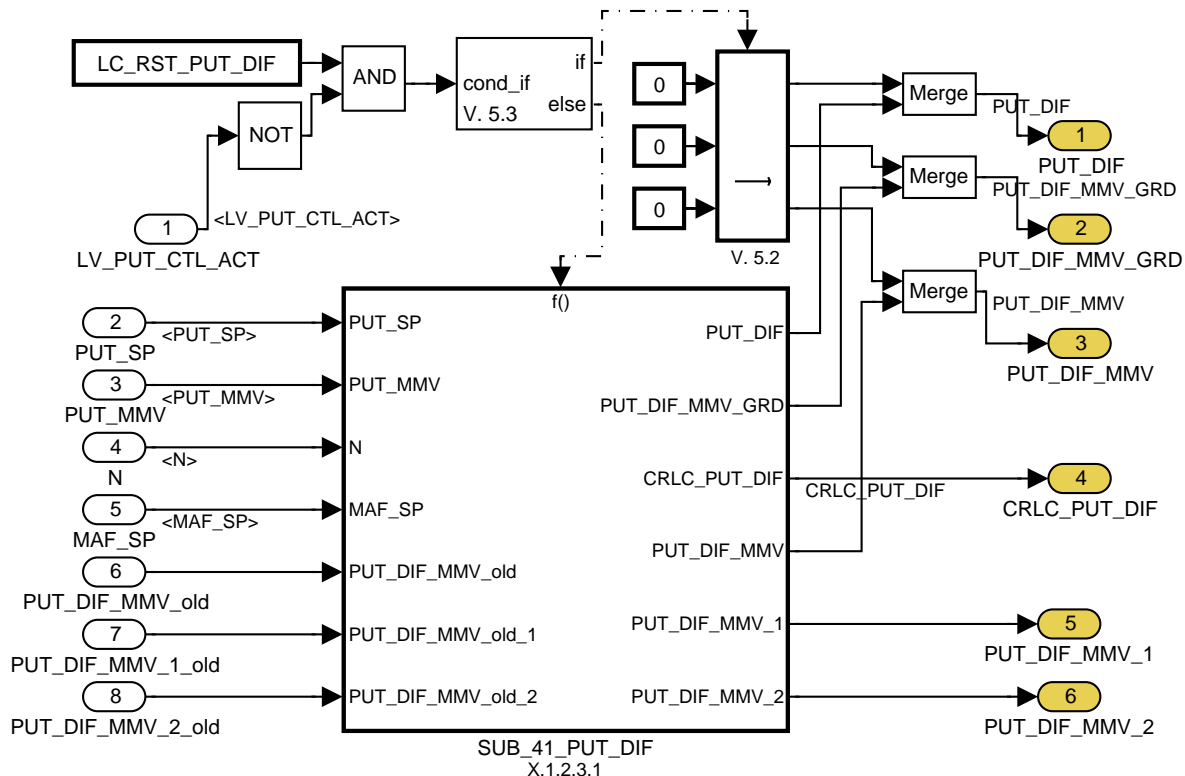 LC_RST_PUT_DIF
AND
NOT
cond_if
V. 5.3
if
else
0
0
0
V. 5.2
Merge
PUT_DIF
1
PUT_DIF
Merge
PUT_DIF_MMV_GRD
2
PUT_DIF_MMV_GRD
Merge
PUT_DIF_MMV
3
PUT_DIF_MMV
1
<LV_PUT_CTL_ACT>
LV_PUT_CTL_ACT
2
<PUT_SP>
PUT_SP
3
<PUT_MMV>
PUT_MMV
4
<N>
N
5
<MAF_SP>
MAF_SP
6
PUT_DIF_MMV_old
7
PUT_DIF_MMV_1_old
8
PUT_DIF_MMV_2_old
f()
PUT_SP
PUT_MMV
N
MAF_SP
PUT_DIF_MMV_old
PUT_DIF_MMV_old_1
PUT_DIF_MMV_old_2
PUT_DIF
PUT_DIF_MMV_GRD
CRLC_PUT_DIF
PUT_DIF_MMV
PUT_DIF_MMV_1
PUT_DIF_MMV_2
CRLC_PUT_DIF
4
CRLC_PUT_DIF
5
PUT_DIF_MMV_1
6
PUT_DIF_MMV_2
SUB_41_PUT_DIF
X.1.2.3.1